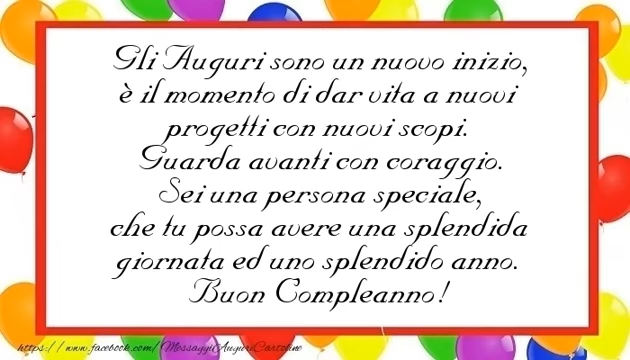 Gli Auguri sono un nuovo inizio,
è il momento di dar vita a nuovi
progetti con nuovi scopi.
Guarda avanti con coraggio.
Sei una persona speciale,
che tu possa avere una splendida
giornata ed uno splendido anno.
Buon Compleanno!
https://www.facebook.com/MessaggiAuguriCartoline